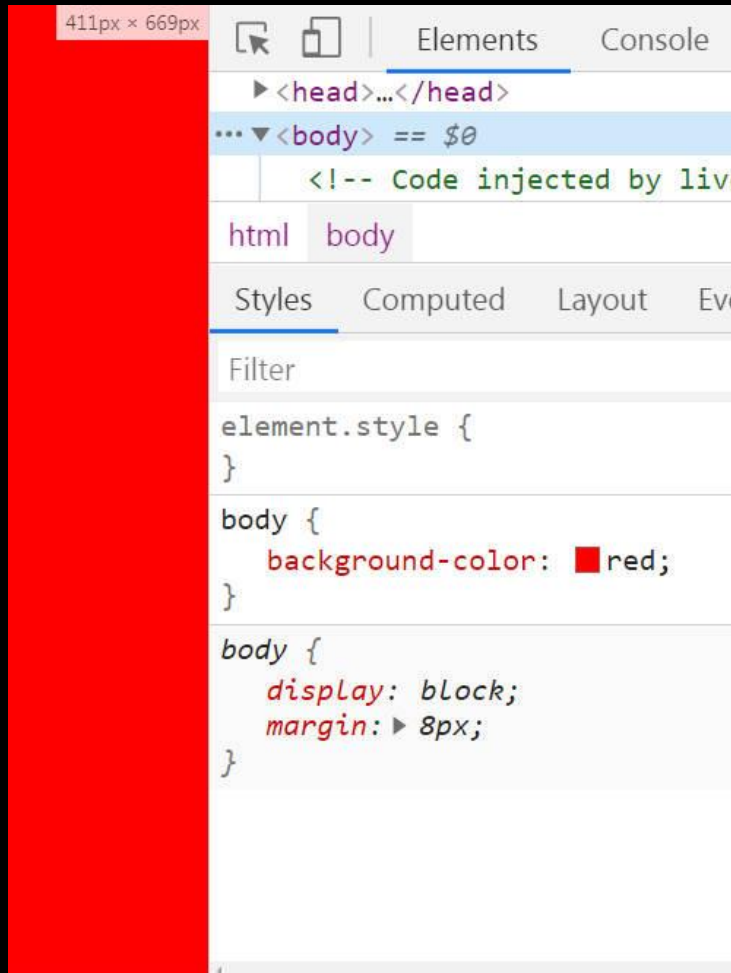 411px × 669px
Elements Console
▶<head>…</head>
••• ▼<body> == $0
<!-- Code injected by liv
html body
Styles Computed Layout Ev
Filter
element.style {
}
body {
background-color: red;
}
body {
display: block;
margin:▶ 8px;
}